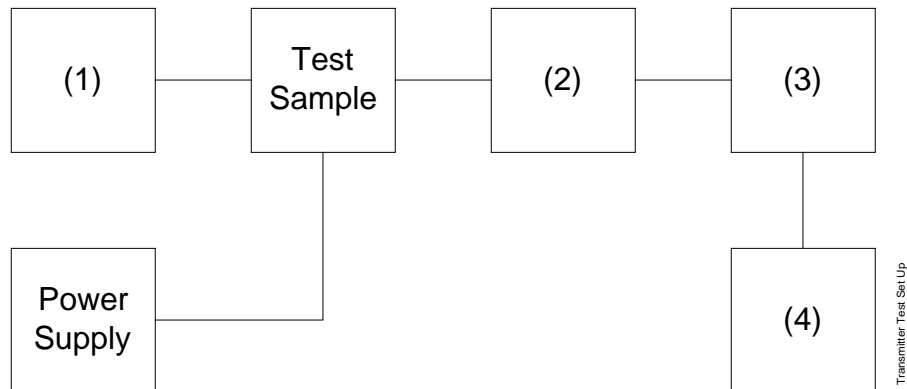 (1)
Test
Sample
(2)
(3)
Power
Supply
(4)
Transmitter Test Set Up